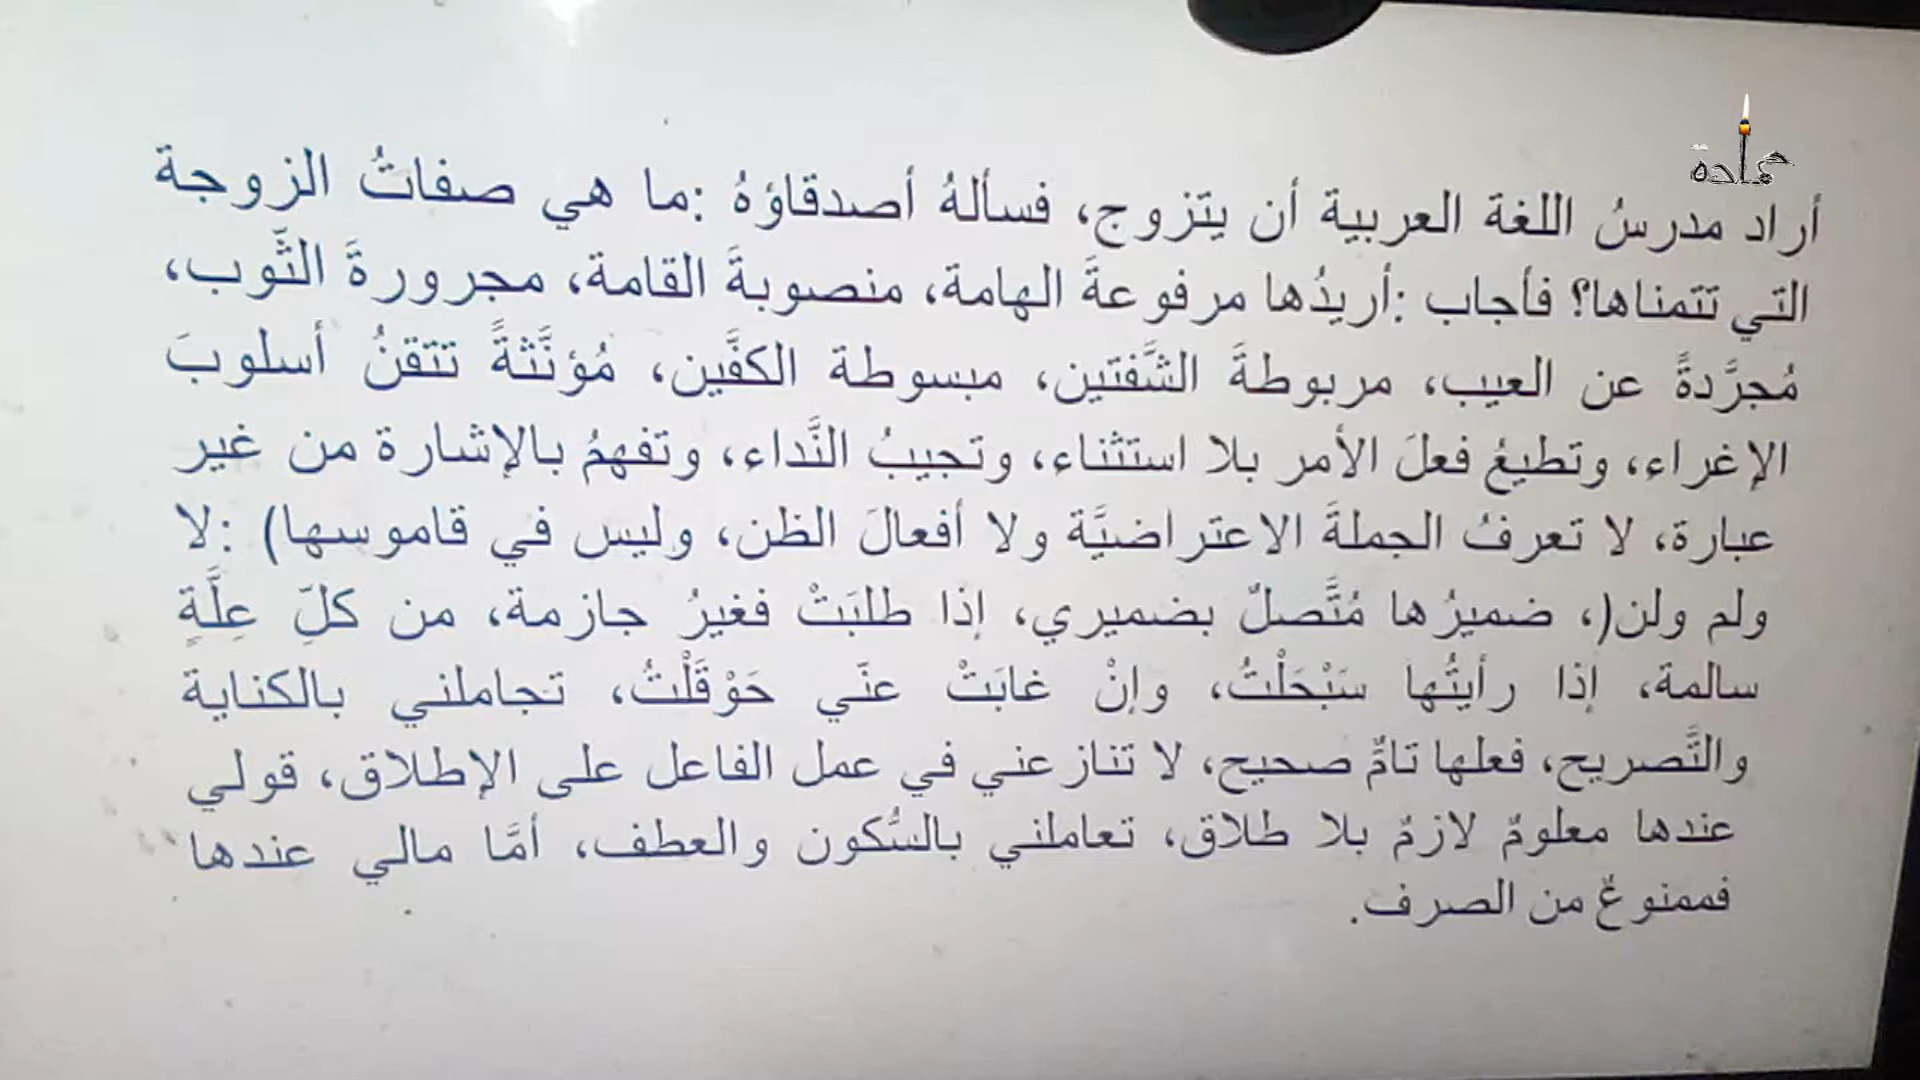 حمادة
أراد مدرسُ اللغة العربية أن يتزوج، فسألهُ أصدقاؤهُ :ما هي صفاتُ الزوجة
التي تتمناها؟ فأجاب :أريدُها مرفوعةَ الهامة، منصوبةَ القامة، مجرورةَ الثَّوب،
مُجرَّدةً عن العيب، مربوطةَ الشَّفتين، مبسوطة الكفَّين، مُؤنَّثةً تتقنُ أسلوبَ
الإغراء، وتطيعُ فعلَ الأمر بلا استثناء، وتجيبُ النَّداء، وتفهمُ بالإشارة من غير
عبارة، لا تعرفُ الجملةَ الاعتراضيَّة ولا أفعالَ الظن، وليس في قاموسها) :لا
ولم ولن(، ضميرُها مُتَّصلٌ بضميري، إذا طلبَتْ فغيرُ جازمة، من كلِّ عِلَّةٍ
سالمة، إذا رأيتُها سَبْحَلْتُ، وإنْ غابَتْ عنّي حَوْقَلْتُ، تجاملني بالكناية
والتَّصريح، فعلها تامٌّ صحيح، لا تنازعني في عمل الفاعل على الإطلاق، قولي
عندها معلومٌ لازمٌ بلا طلاق، تعاملني بالسُّكون والعطف، أمَّا مالي عندها
فممنوعٌ من الصرف.